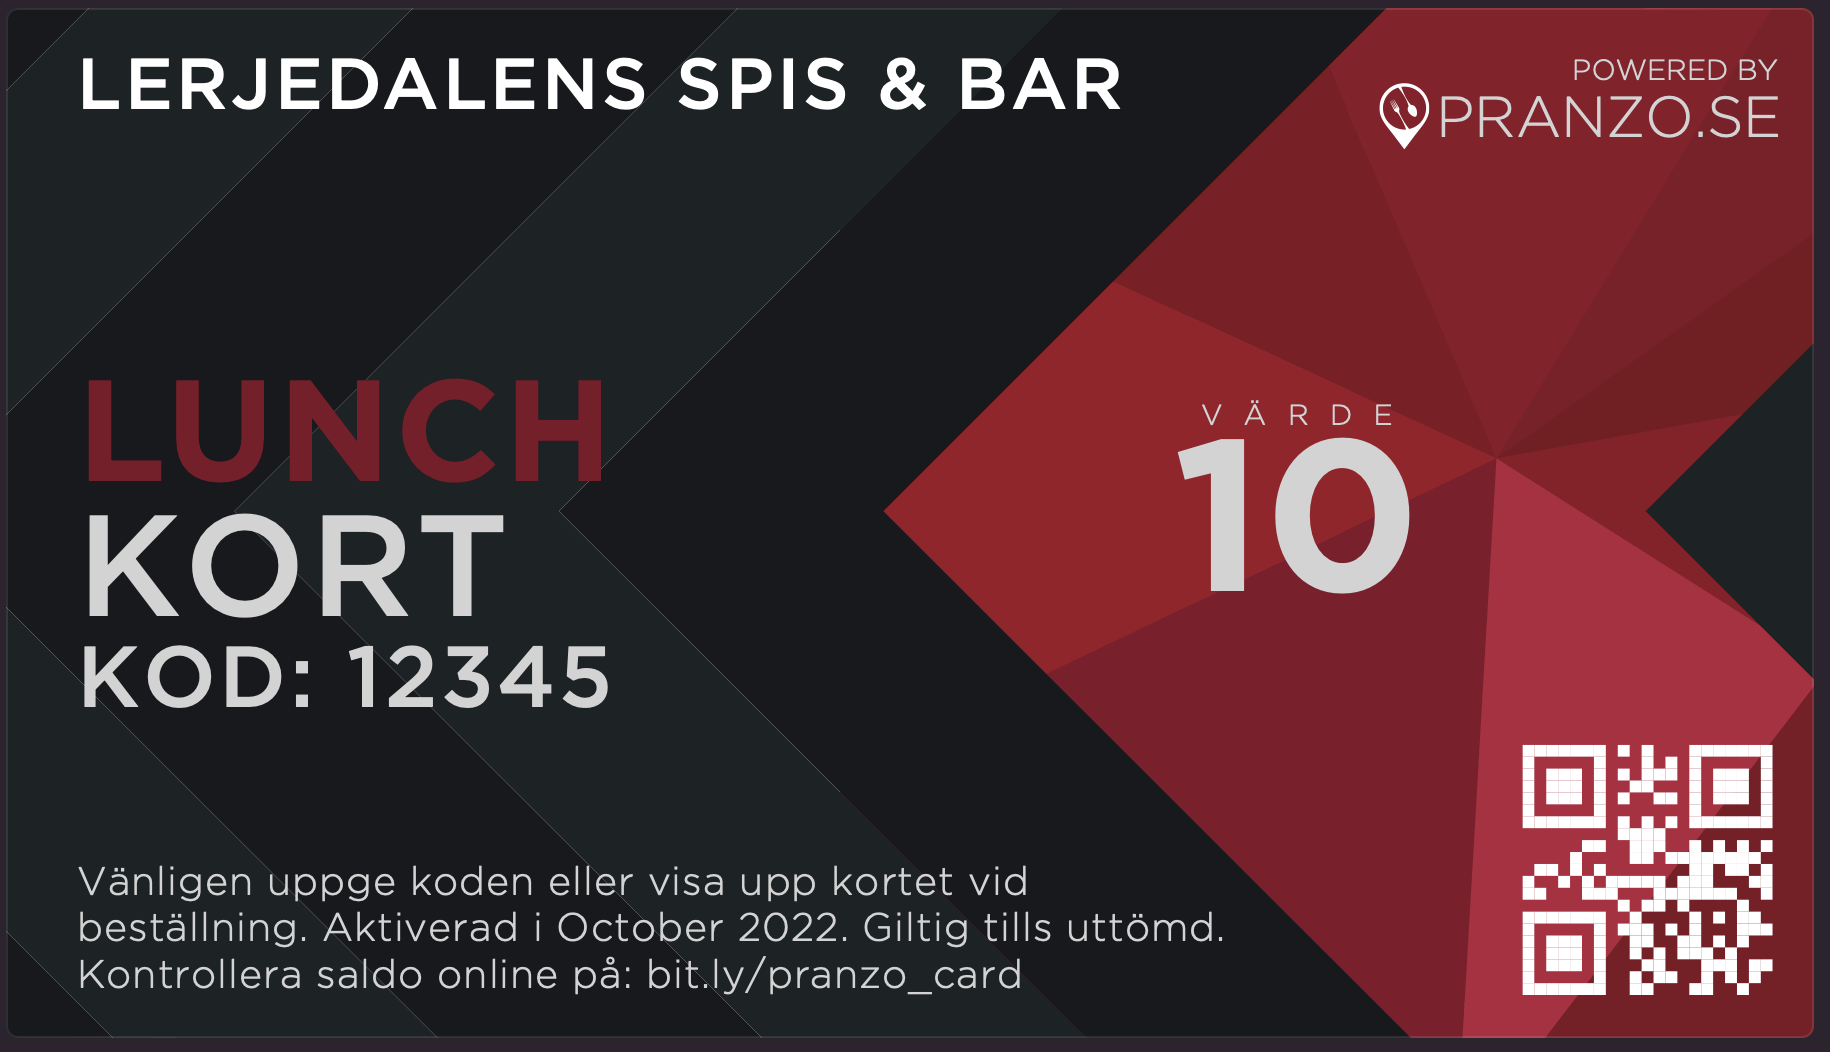 LERJEDALENS SPIS & BAR
POWERED BY
PRANZO.SE
LUNCH
KORT
KOD: 12345
VÄRDE
10
Vänligen uppge koden eller visa upp kortet vid
beställning. Aktiverad i October 2022. Giltig tills uttömd.
Kontrollera saldo online på: bit.ly/pranzo_card